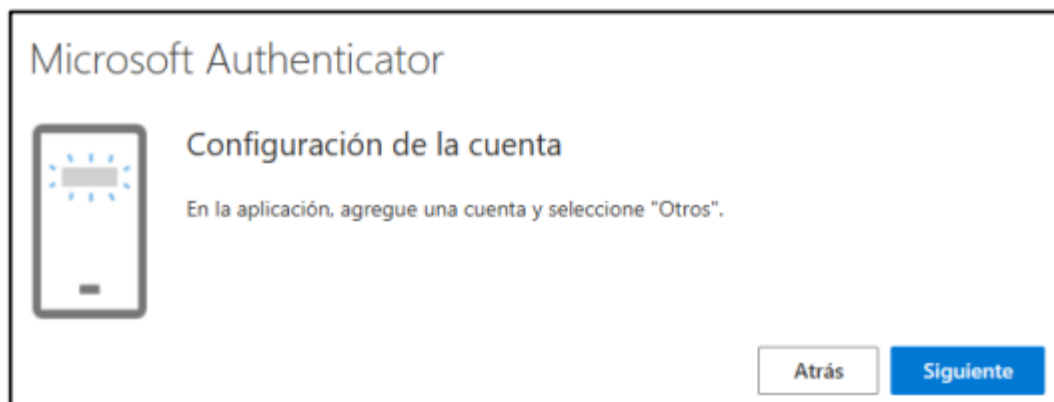 Microsoft Authenticator
Configuración de la cuenta
En la aplicación, agregue una cuenta y seleccione "Otros".
Atrás
Siguiente